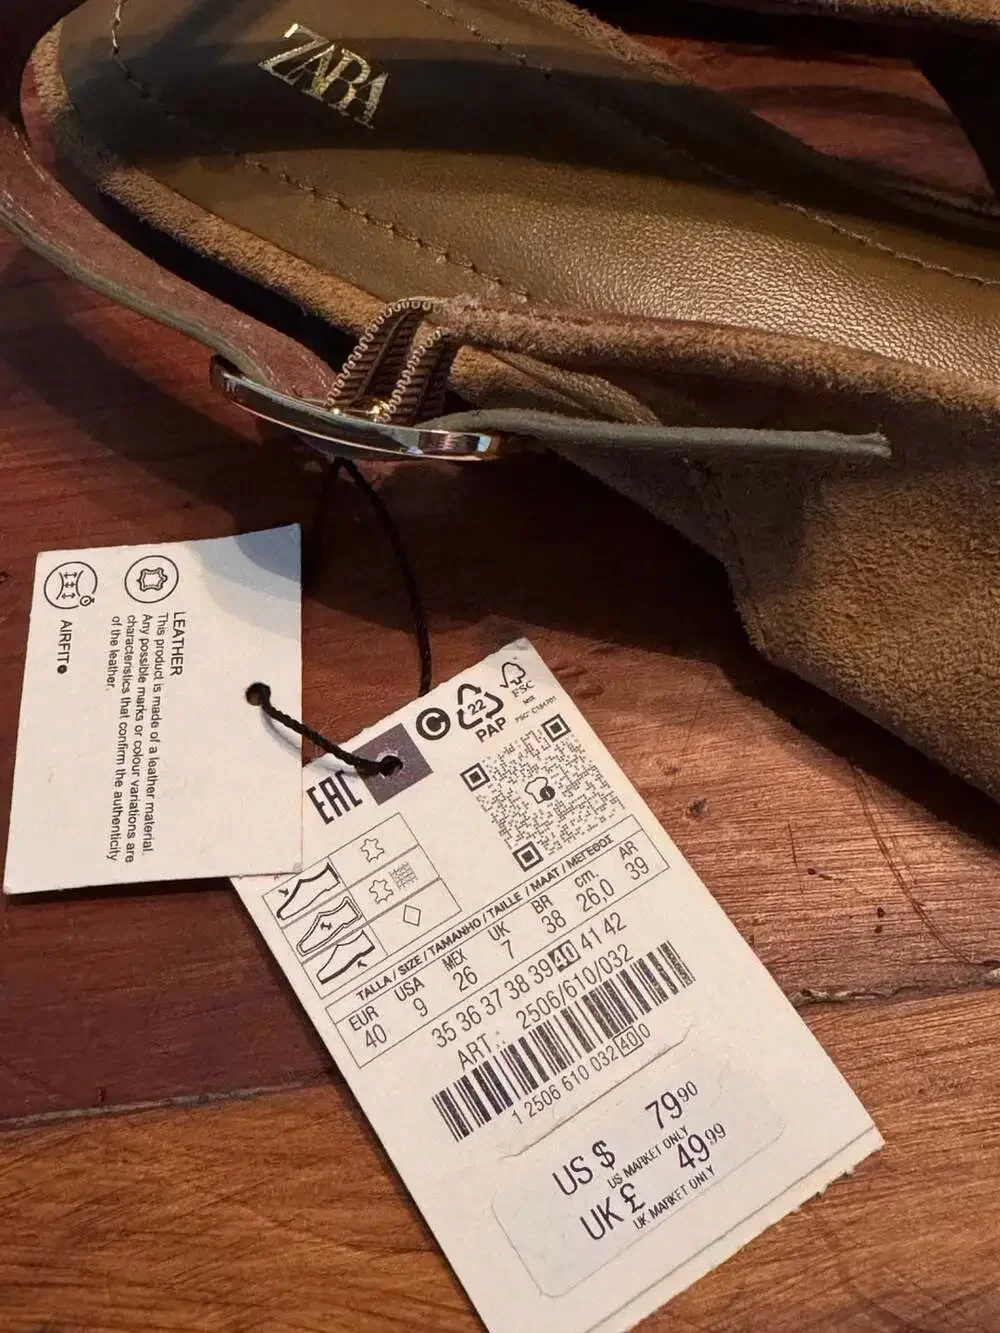 ZARA
LEATHER
This product is made of a leather material.
Any possible marks or colour variations are
characteristics that confirm the authenticity
of the leather.
AIRFIT
FSC
MIX
22
PAP
C
EAC
TALLA / SIZE / TAMANHO / TAILLE / MAAT / ΜΕΓΕΘΟΣ
EUR USA MEX UK BR cm. AR
40 9 26 7 38 26,0 39
35 36 37 38 39 40 41 42
ART.: 2506/610/032
1 2506 610 032 40 0
US $ 79⁹⁰
US MARKET ONLY
UK £ 49⁹⁹
UK MARKET ONLY